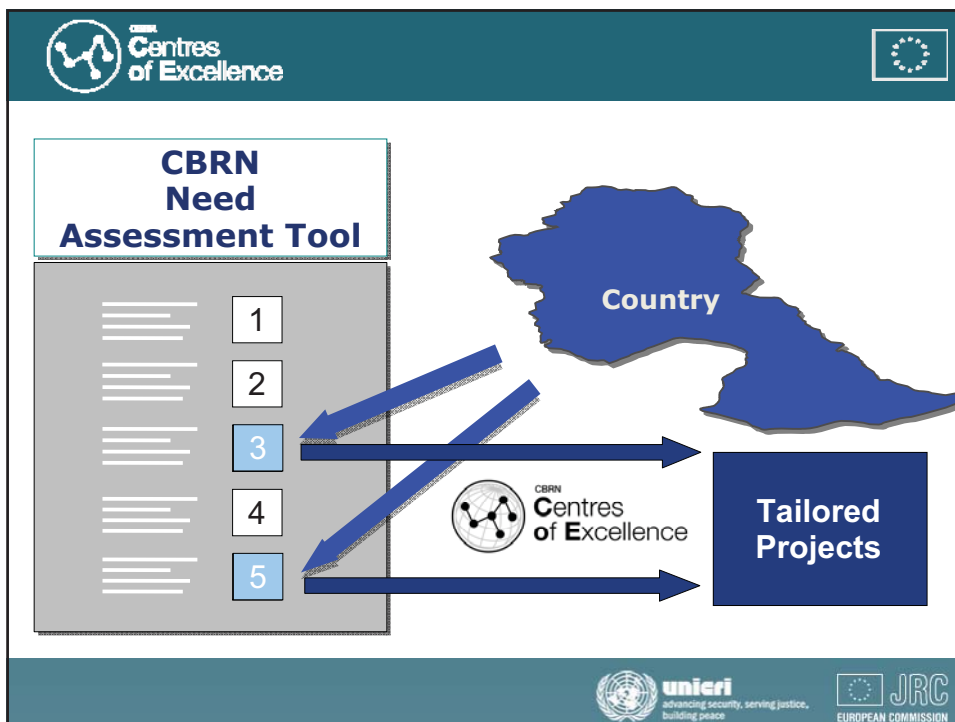 CBRN
Centres
of Excellence
CBRN
Need
Assessment Tool
1
2
3
4
5
Country
CBRN
Centres
of Excellence
Tailored
Projects
unicri
advancing security, serving justice,
building peace
JRC
EUROPEAN COMMISSION